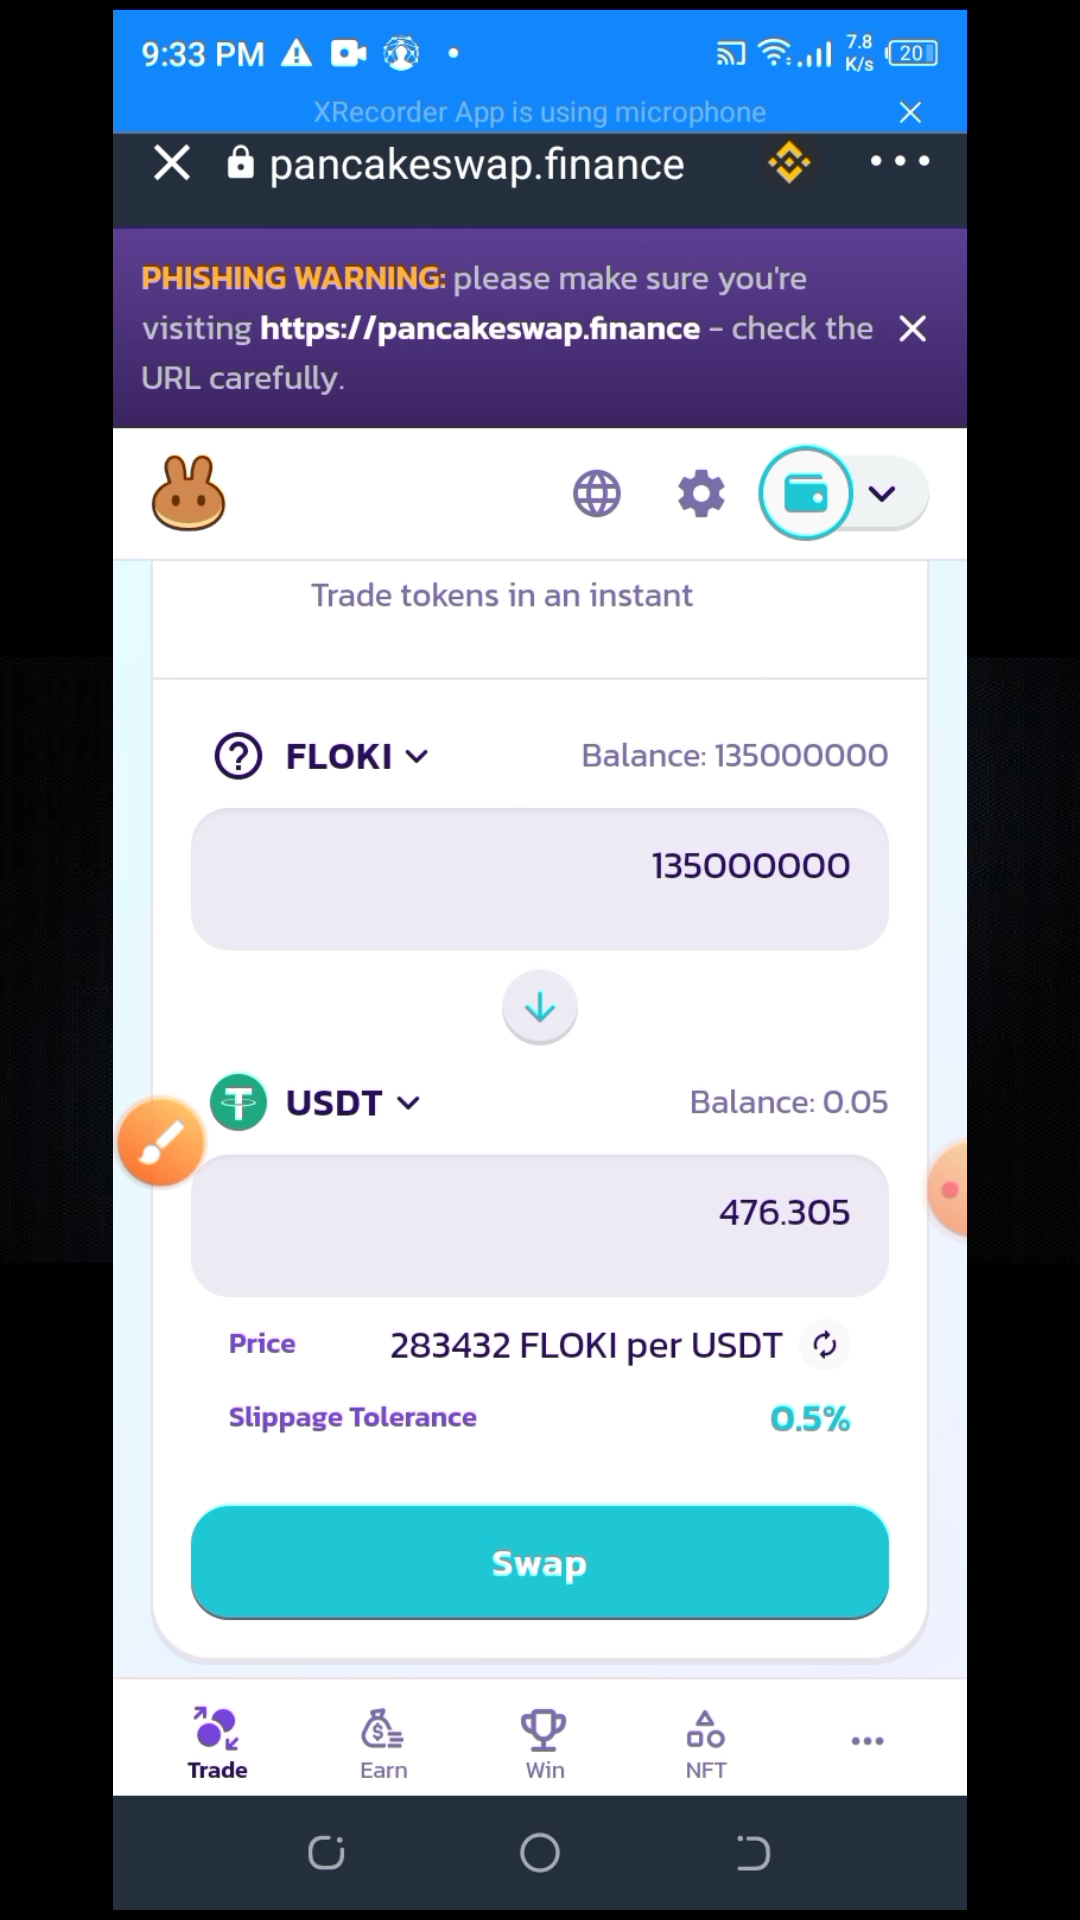 9:33 PM
7.8
K/s
20
XRecorder App is using microphone
pancakeswap.finance
PHISHING WARNING: please make sure you're
visiting https://pancakeswap.finance - check the
URL carefully.
Trade tokens in an instant
FLOKI
Balance: 135000000
135000000
USDT
Balance: 0.05
476.305
Price
283432 FLOKI per USDT
Slippage Tolerance
0.5%
Swap
Trade
Earn
Win
NFT